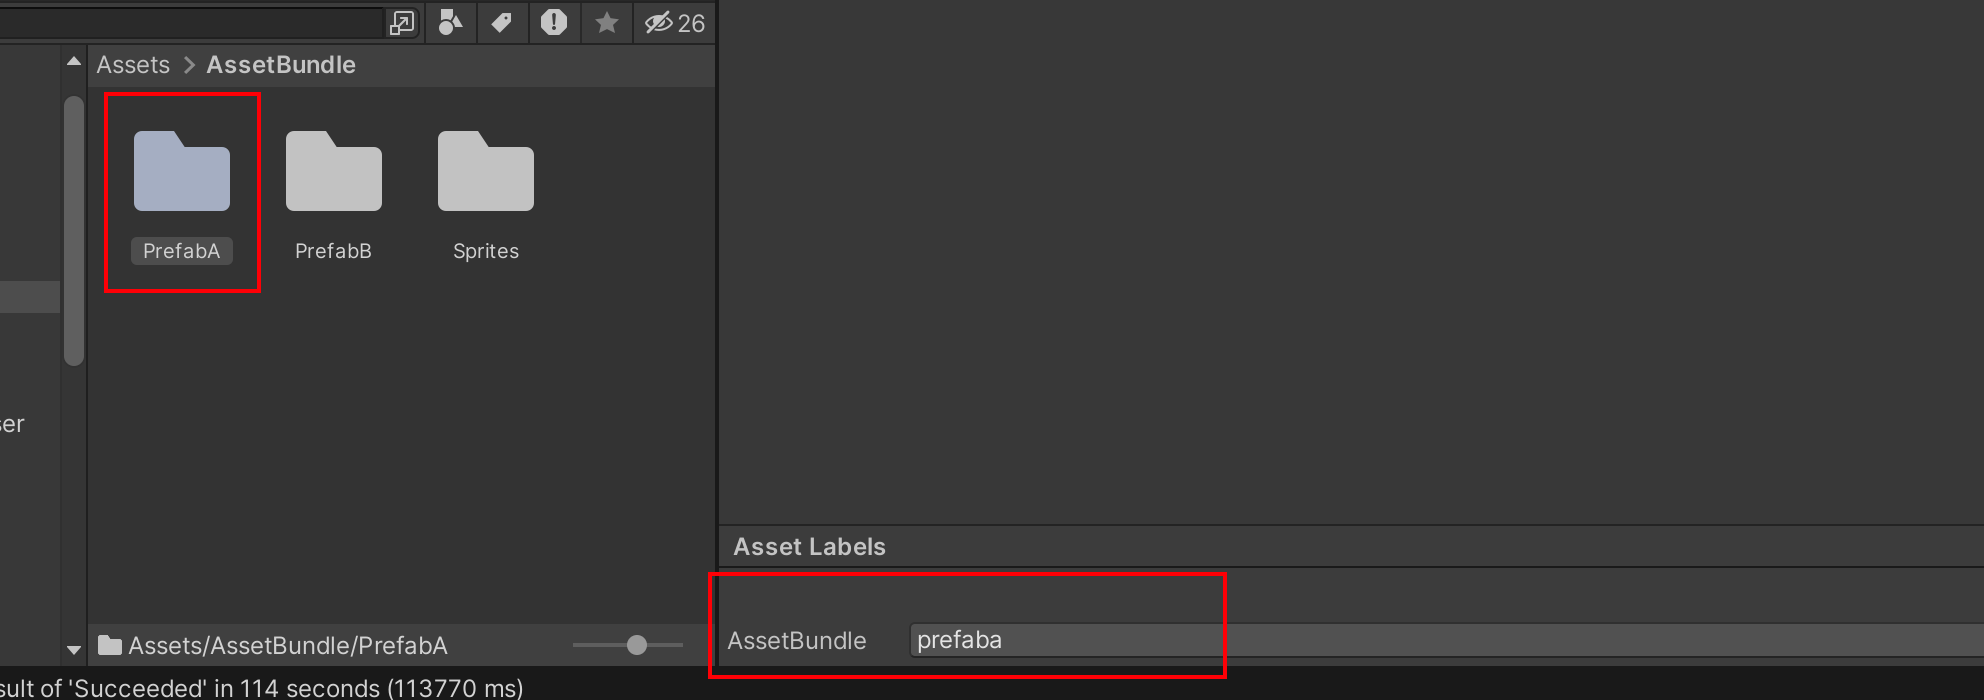 26
Assets > AssetBundle
PrefabA
PrefabB
Sprites
ser
Asset Labels
Assets/AssetBundle/PrefabA
AssetBundle
prefaba
sult of 'Succeeded' in 114 seconds (113770 ms)